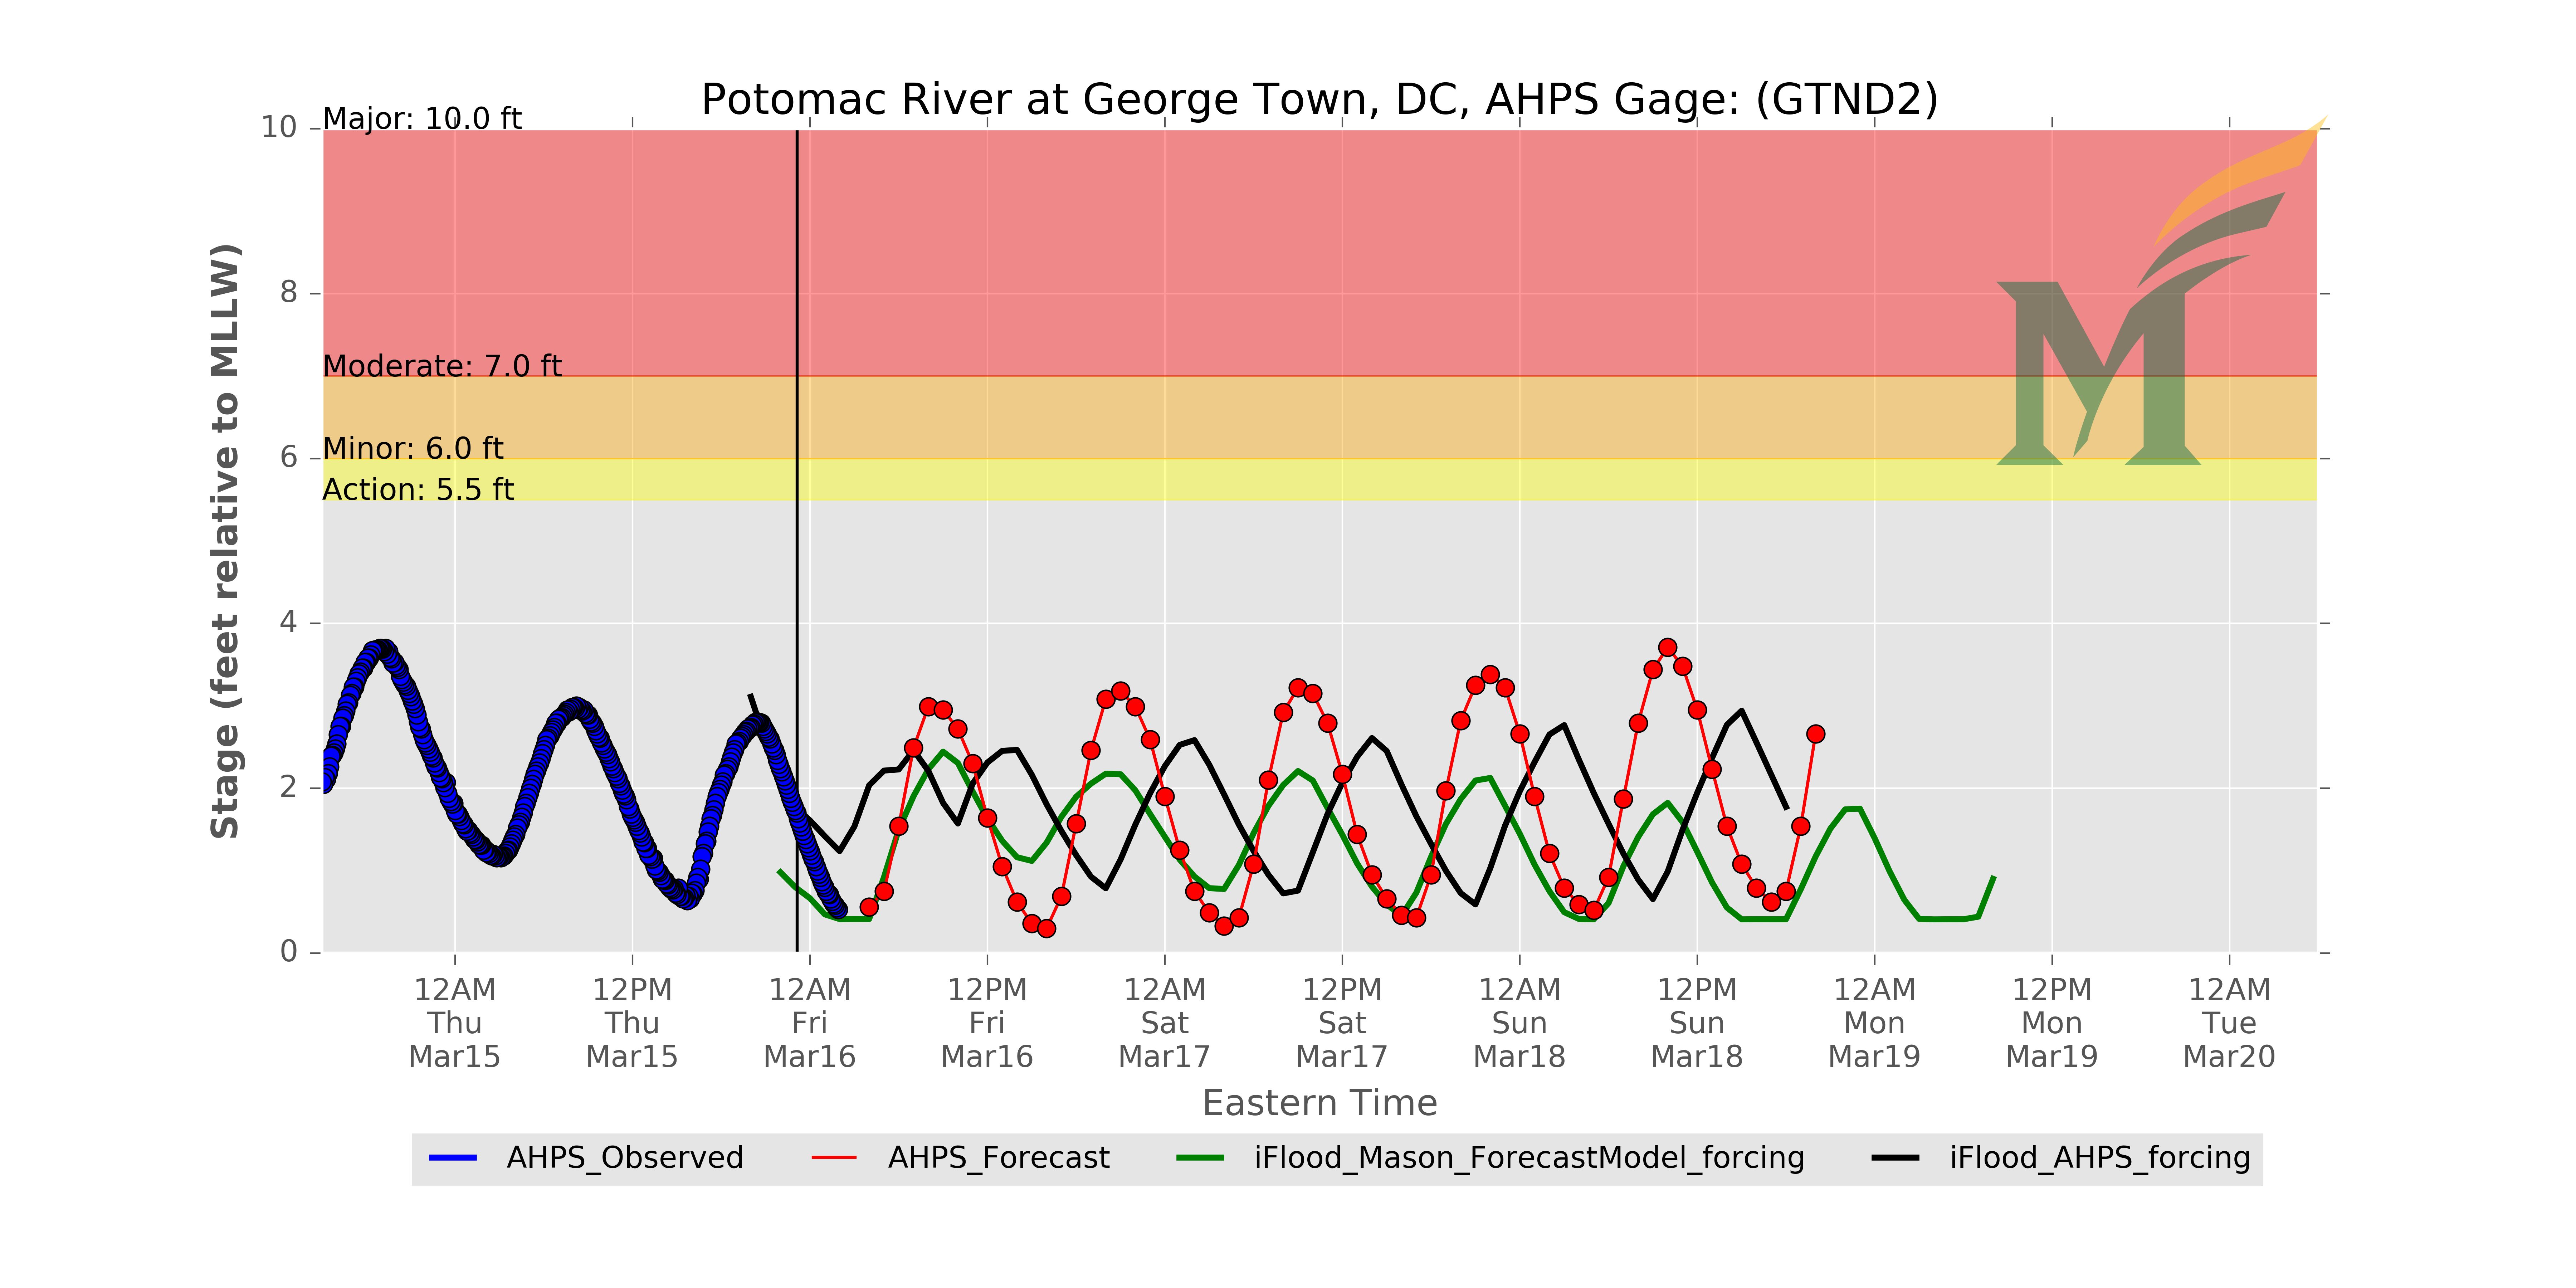 Potomac River at George Town, DC, AHPS Gage: (GTND2)
Major: 10.0 ft
Moderate: 7.0 ft
Minor: 6.0 ft
Action: 5.5 ft
Stage (feet relative to MLLW)
10
8
6
4
2
0
12AM 12PM 12AM 12PM 12AM 12PM 12AM 12PM 12AM 12PM 12AM
Thu Thu Fri Fri Sat Sat Sun Sun Mon Mon Tue
Mar15 Mar15 Mar16 Mar16 Mar17 Mar17 Mar18 Mar18 Mar19 Mar19 Mar20
Eastern Time
AHPS_Observed AHPS_Forecast iFlood_Mason_ForecastModel_forcing iFlood_AHPS_forcing